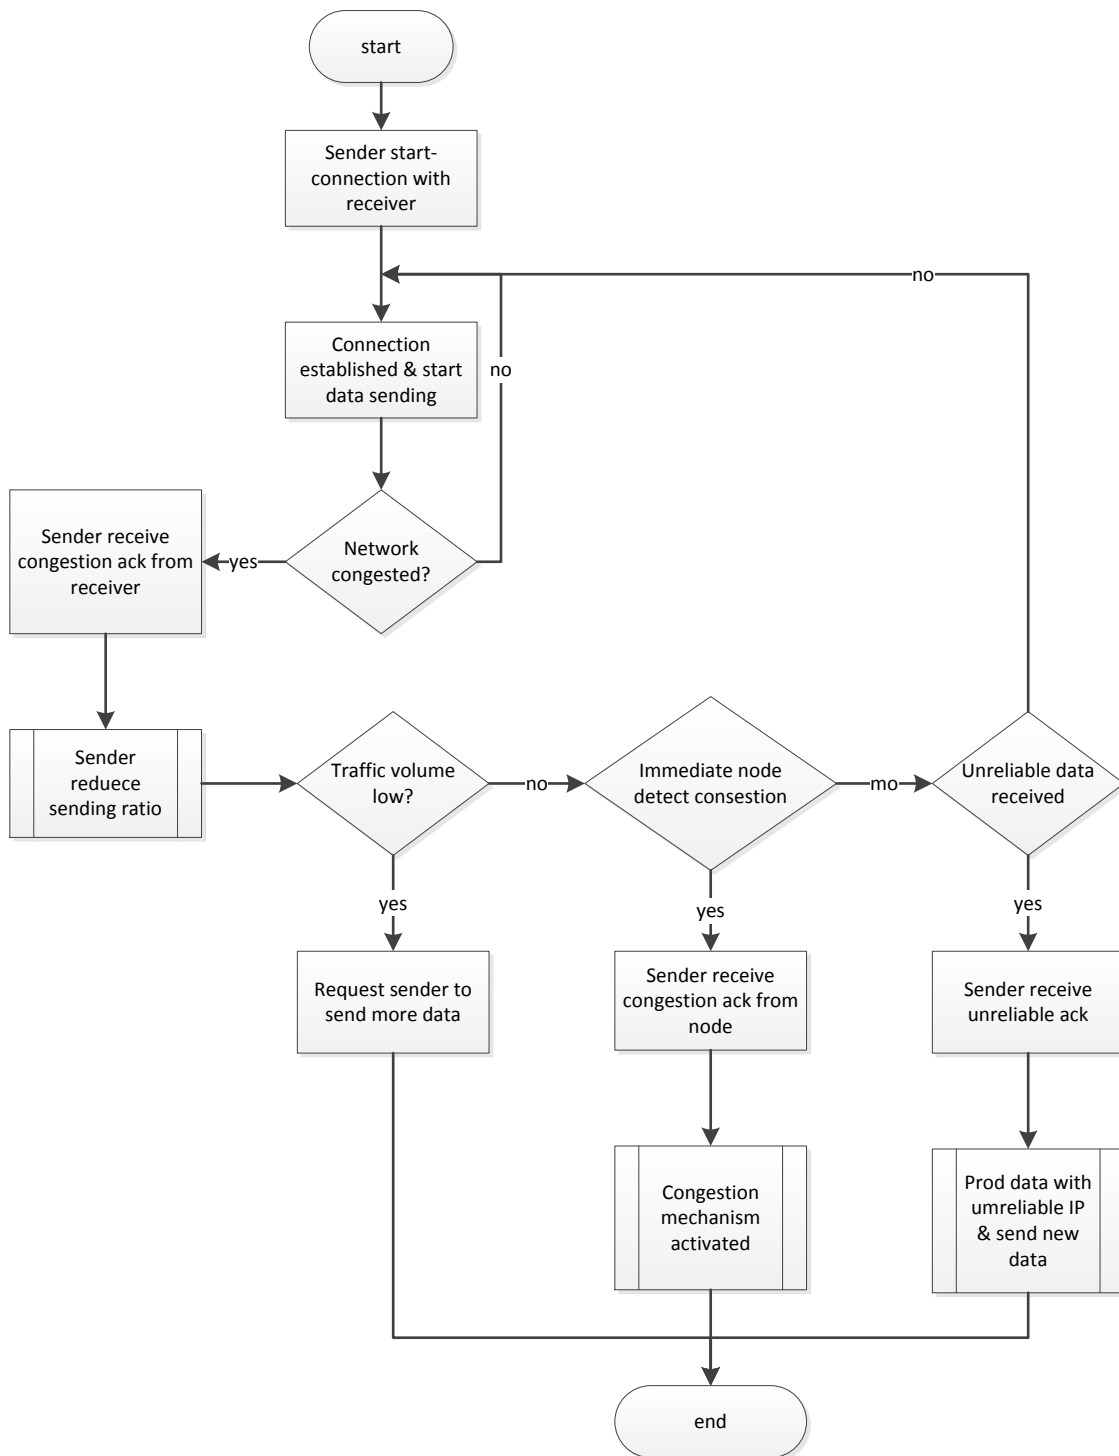 start
Sender start-
connection with
receiver
no
Connection
established & start
data sending
no
Sender receive
congestion ack from
receiver
yes
Network
congested?
Sender
reduece
sending ratio
Traffic volume
low?
no
Immediate node
detect consestion
mo
Unreliable data
received
yes
yes
yes
Request sender to
send more data
Sender receive
congestion ack from
node
Sender receive
unreliable ack
Congestion
mechanism
activated
Prod data with
umreliable IP
& send new
data
end